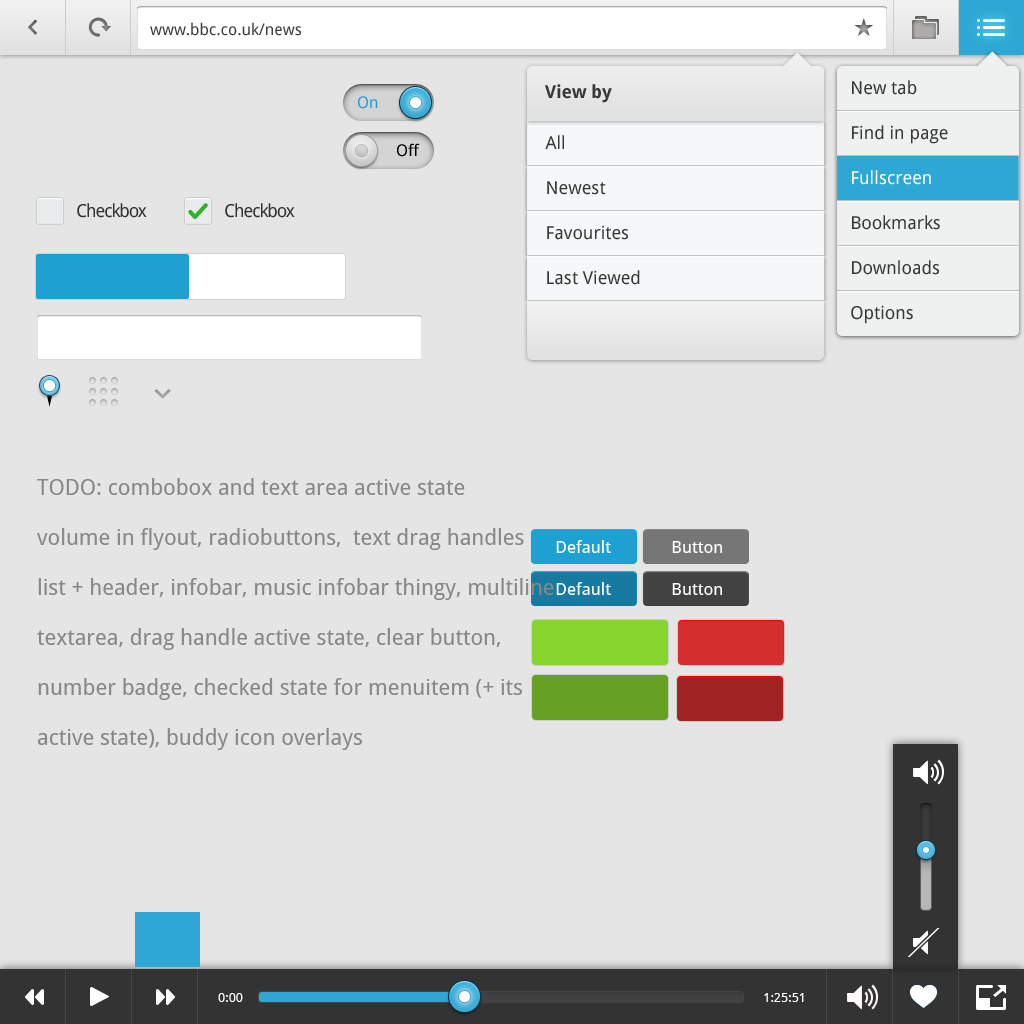 www.bbc.co.uk/news
On
Off
Checkbox
Checkbox
View by
All
Newest
Favourites
Last Viewed
New tab
Find in page
Fullscreen
Bookmarks
Downloads
Options
TODO: combobox and text area active state
volume in flyout, radiobuttons,  text drag handles
list + header, infobar, music infobar thingy, multiline
textarea, drag handle active state, clear button,
number badge, checked state for menuitem (+ its
active state), buddy icon overlays
Default
Button
Default
Button
0:00
1:25:51